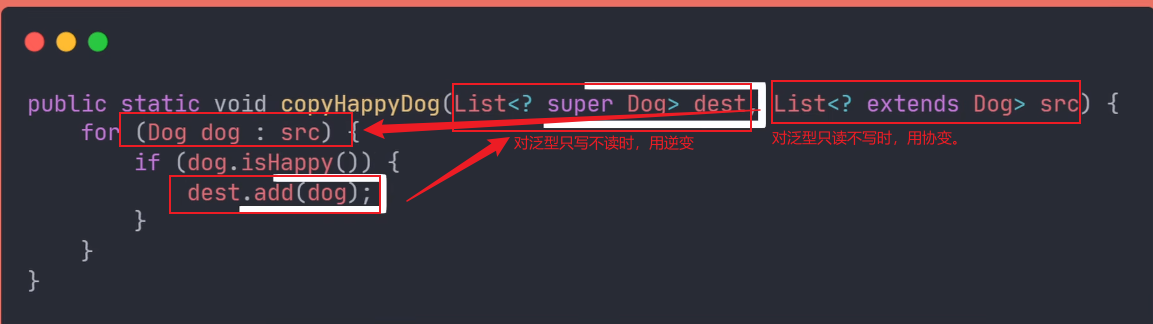 public static void copyHappyDog(List<? super Dog> dest, List<? extends Dog> src) {
for (Dog dog : src) {
对泛型只写不读时，用逆变
对泛型只读不写时，用协变。
if (dog.isHappy()) {
dest.add(dog);
}
}
}